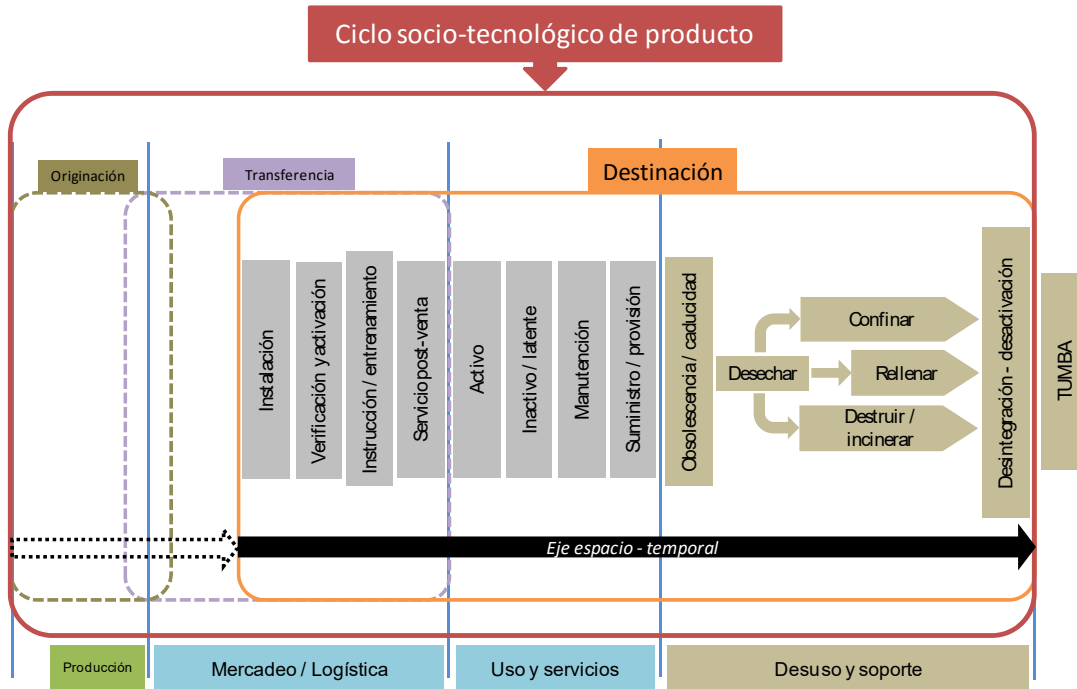 Ciclo socio-tecnológico de producto
Originación
Transferencia
Destinación
Instalación
Verificación y activación
Instrucción / entrenamiento
Servicio post-venta
Activo
Inactivo / latente
Manutención
Suministro / provisión
Obsolescencia / caducidad
Desechar
Confinar
Rellenar
Destruir /
incinerar
Desintegración - desactivación
TUMBA
Eje espacio - temporal
Producción
Mercadeo / Logística
Uso y servicios
Desuso y soporte